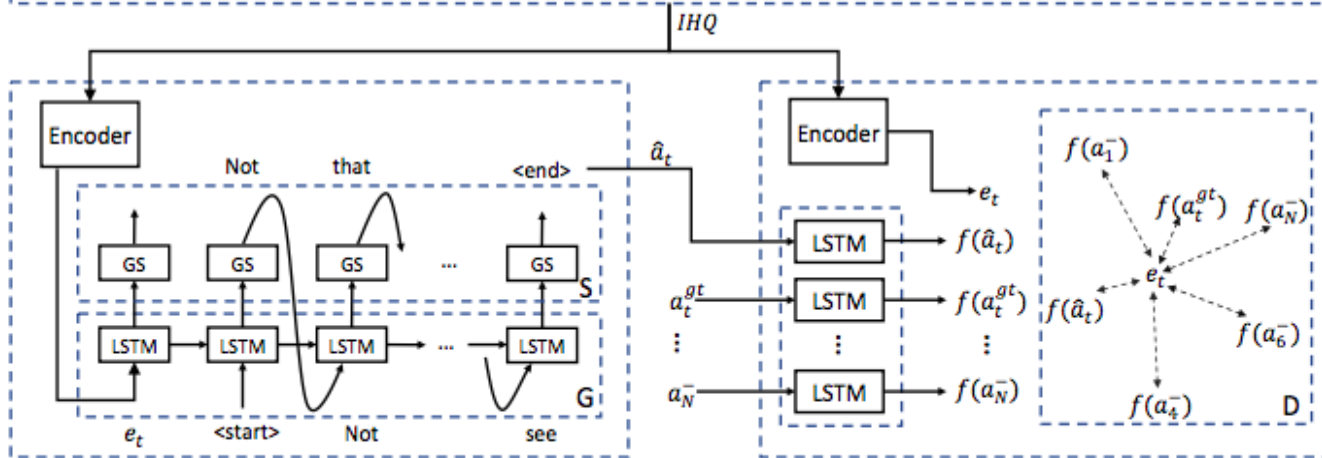 IHQ
Encoder
Not that <end>
GS GS GS ... GS
S
LSTM LSTM LSTM ... LSTM
G
e_t <start> Not see
â_t
Encoder
e_t
LSTM f(â_t)
a_t^{gt} LSTM f(a_t^{gt})
⋮ ⋮ ⋮
a_N^- LSTM f(a_N^-)
f(a_1^-)
f(a_t^{gt}) f(a_N^-)
e_t
f(â_t)
f(a_6^-)
f(a_4^-)
D